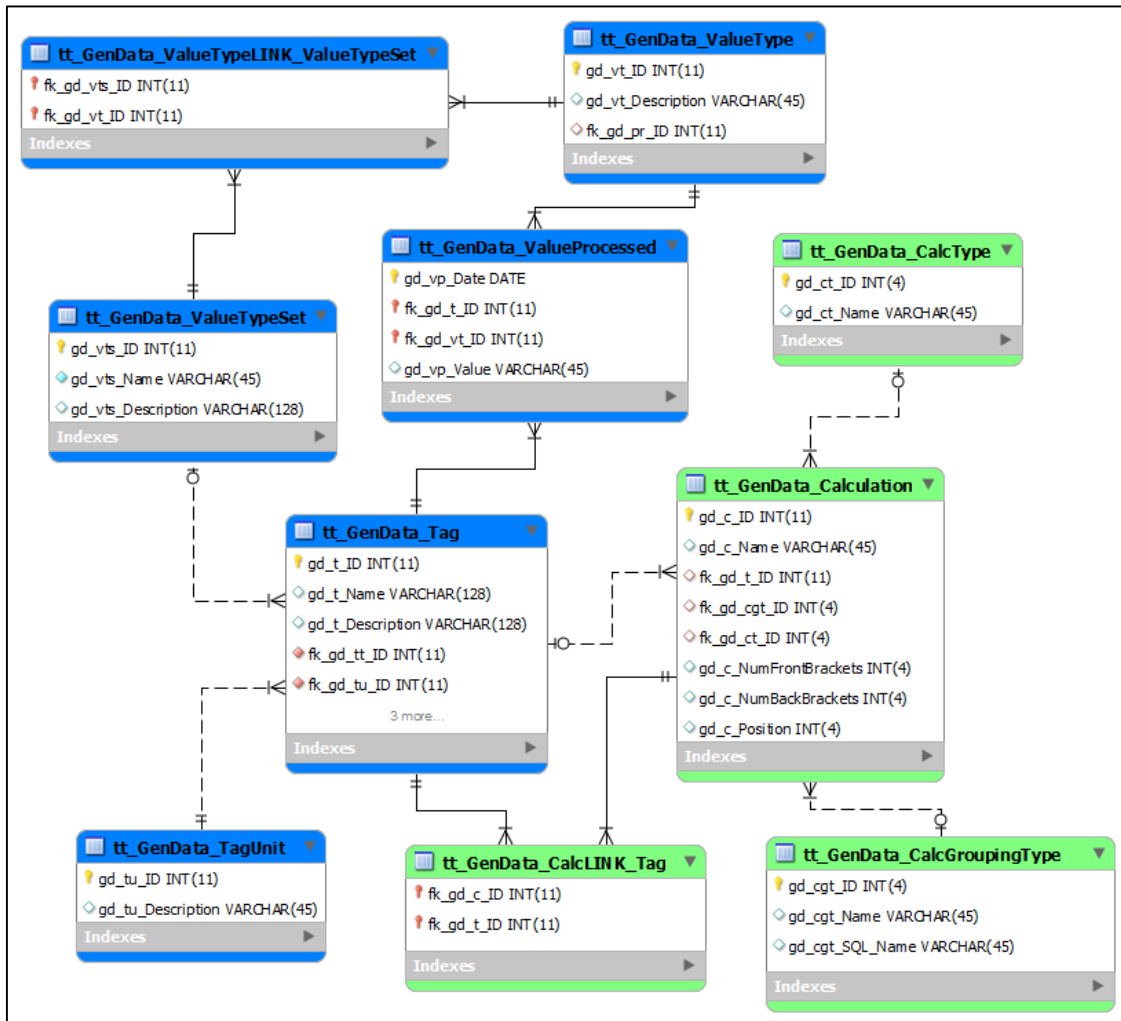 tt_GenData_ValueTypeLINK_ValueTypeSet
fk_gd_vts_ID INT(11)
fk_gd_vt_ID INT(11)
Indexes
tt_GenData_ValueType
gd_vt_ID INT(11)
gd_vt_Description VARCHAR(45)
fk_gd_pr_ID INT(11)
Indexes
tt_GenData_ValueProcessed
gd_vp_Date DATE
fk_gd_t_ID INT(11)
fk_gd_vt_ID INT(11)
gd_vp_Value VARCHAR(45)
Indexes
tt_GenData_CalcType
gd_ct_ID INT(4)
gd_ct_Name VARCHAR(45)
Indexes
tt_GenData_ValueTypeSet
gd_vts_ID INT(11)
gd_vts_Name VARCHAR(45)
gd_vts_Description VARCHAR(128)
Indexes
tt_GenData_Tag
gd_t_ID INT(11)
gd_t_Name VARCHAR(128)
gd_t_Description VARCHAR(128)
fk_gd_tt_ID INT(11)
fk_gd_tu_ID INT(11)
3 more...
Indexes
tt_GenData_Calculation
gd_c_ID INT(11)
gd_c_Name VARCHAR(45)
fk_gd_t_ID INT(11)
fk_gd_cgt_ID INT(4)
fk_gd_ct_ID INT(4)
gd_c_NumFrontBrackets INT(4)
gd_c_NumBackBrackets INT(4)
gd_c_Position INT(4)
Indexes
tt_GenData_TagUnit
gd_tu_ID INT(11)
gd_tu_Description VARCHAR(45)
Indexes
tt_GenData_CalcLINK_Tag
fk_gd_c_ID INT(11)
fk_gd_t_ID INT(11)
Indexes
tt_GenData_CalcGroupingType
gd_cgt_ID INT(4)
gd_cgt_Name VARCHAR(45)
gd_cgt_SQL_Name VARCHAR(45)
Indexes